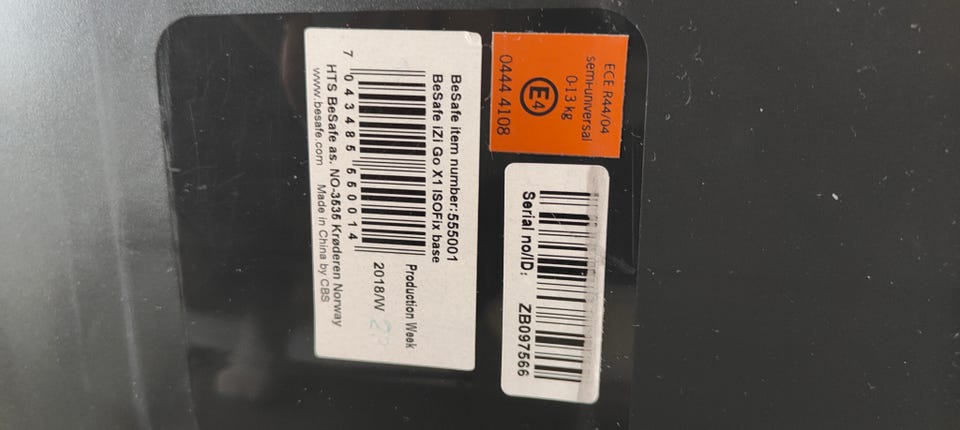 BeSafe item number:555001
BeSafe iZi Go X1 ISOFix base
7 043485 550014
Production Week
2018/W
HTS BeSafe as. NO-3535 Krøderen Norway
www.besafe.com Made in China by CBS
ECE R44/04
semi-universal
0-13 kg
E4
0444 4108
Serial no/ID: ZB097566